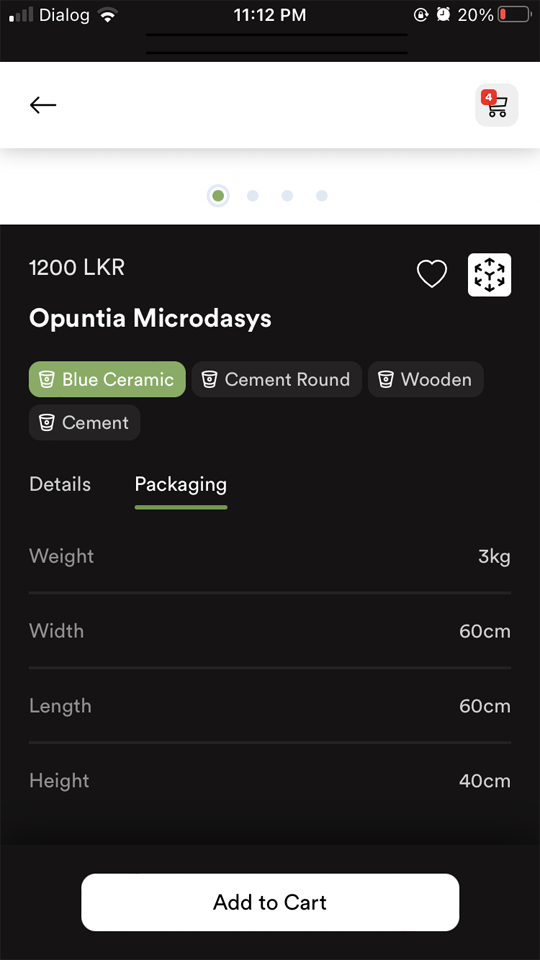 Dialog 11:12 PM 20%
4
1200 LKR
Opuntia Microdasys
Blue Ceramic Cement Round Wooden
Cement
Details Packaging
Weight 3kg
Width 60cm
Length 60cm
Height 40cm
Add to Cart